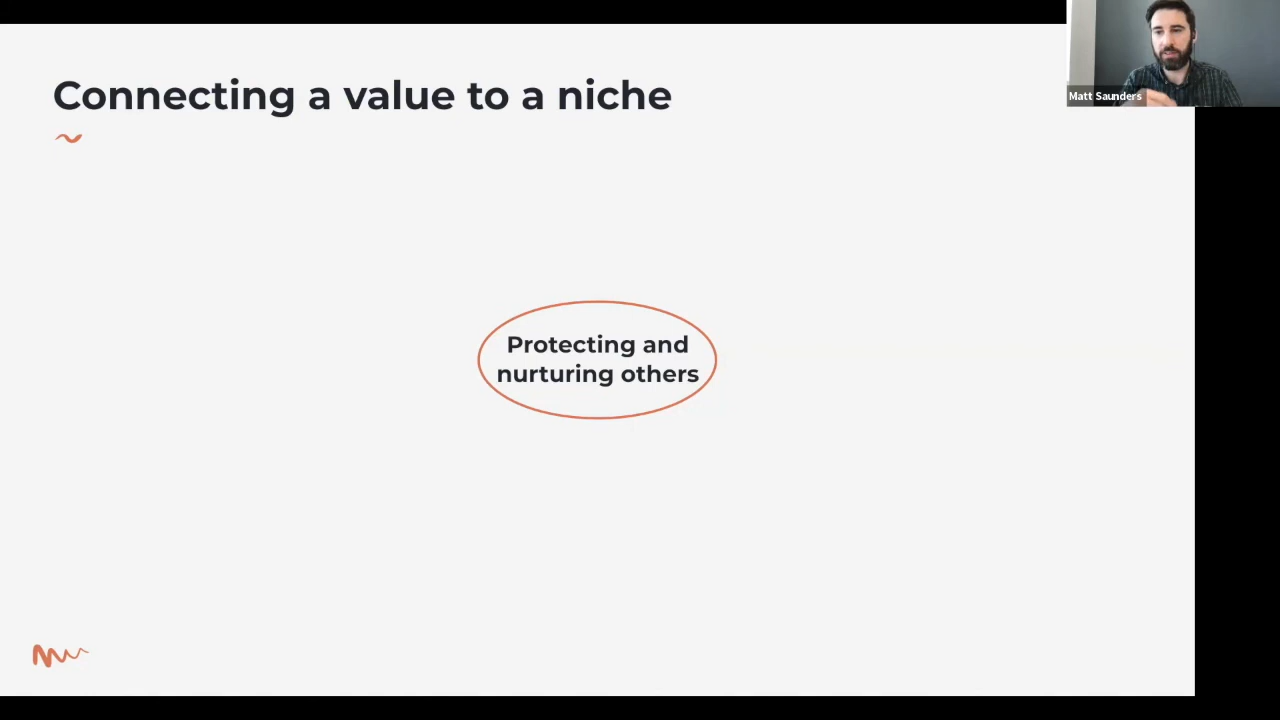 Connecting a value to a niche
Matt Saunders
Protecting and
nurturing others